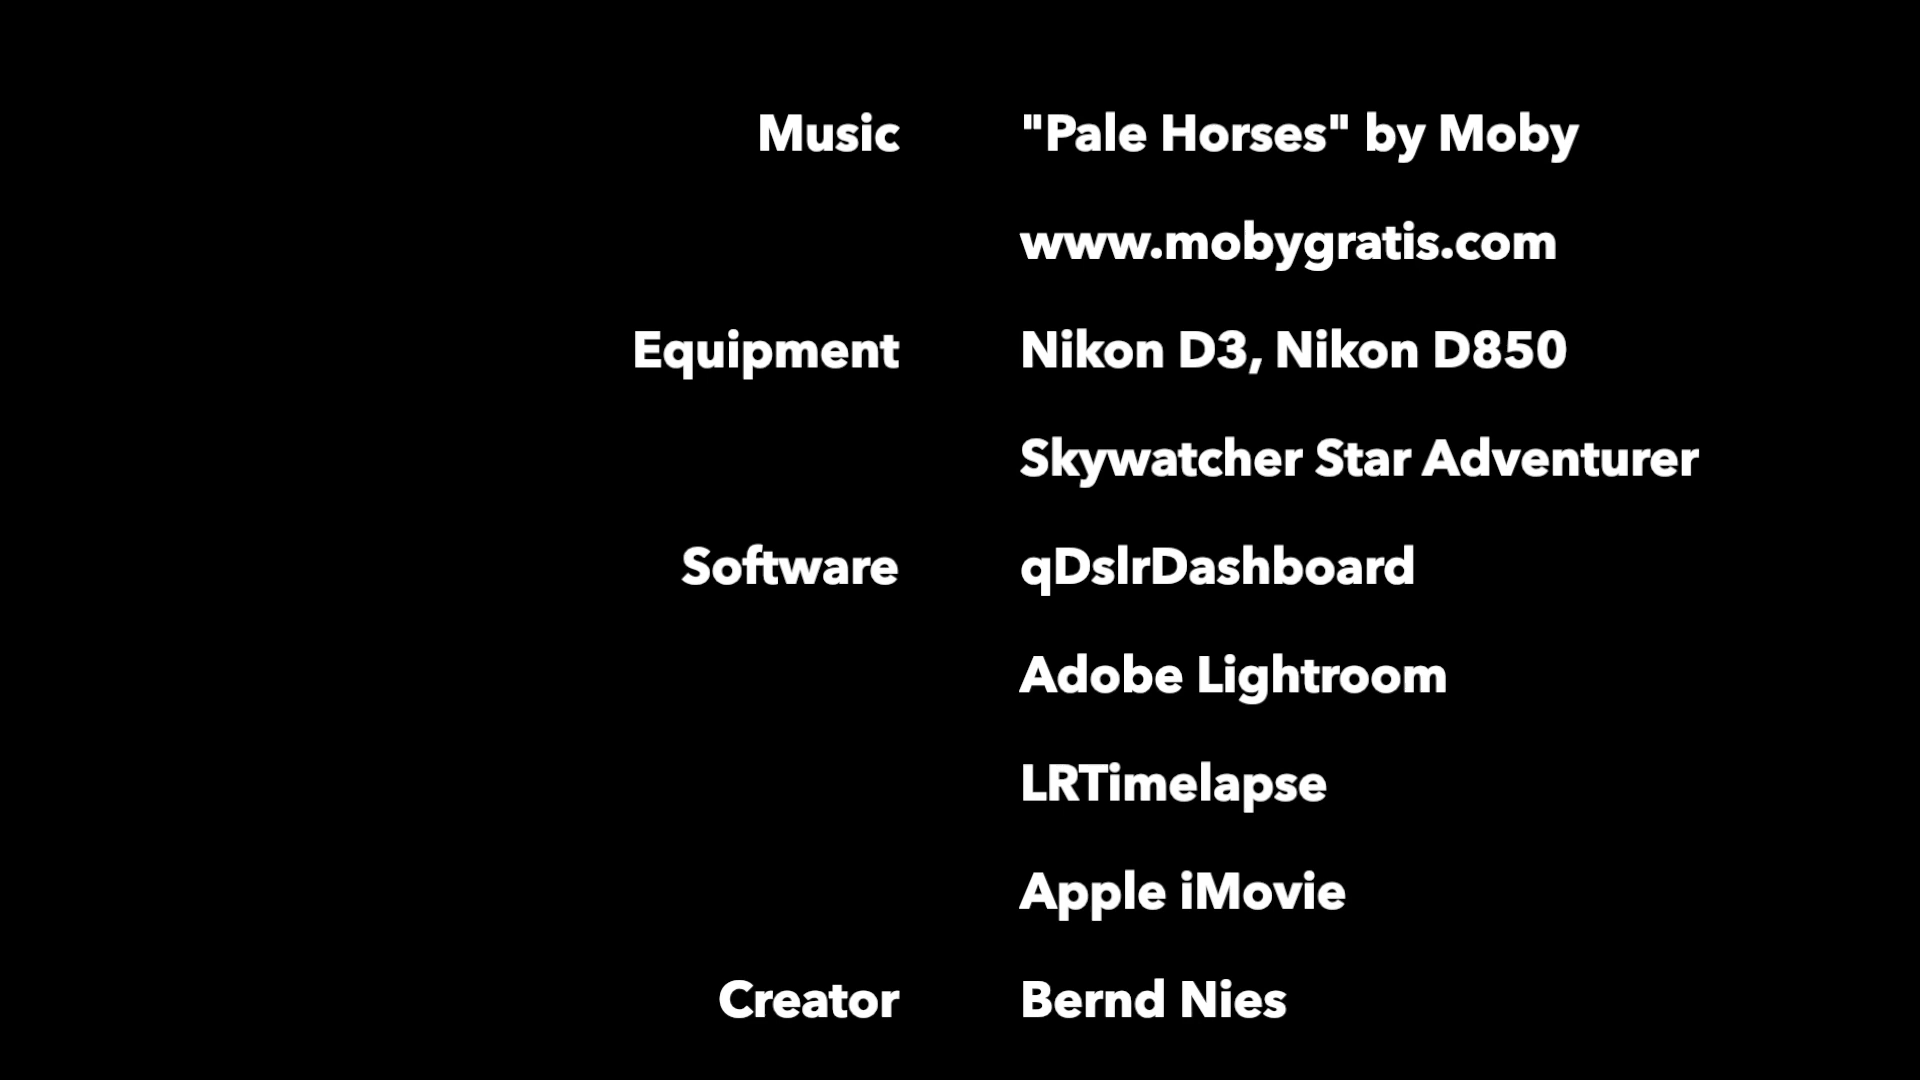 Music "Pale Horses" by Moby
www.mobygratis.com
Equipment Nikon D3, Nikon D850
Skywatcher Star Adventurer
Software qDslrDashboard
Adobe Lightroom
LRTimelapse
Apple iMovie
Creator Bernd Nies